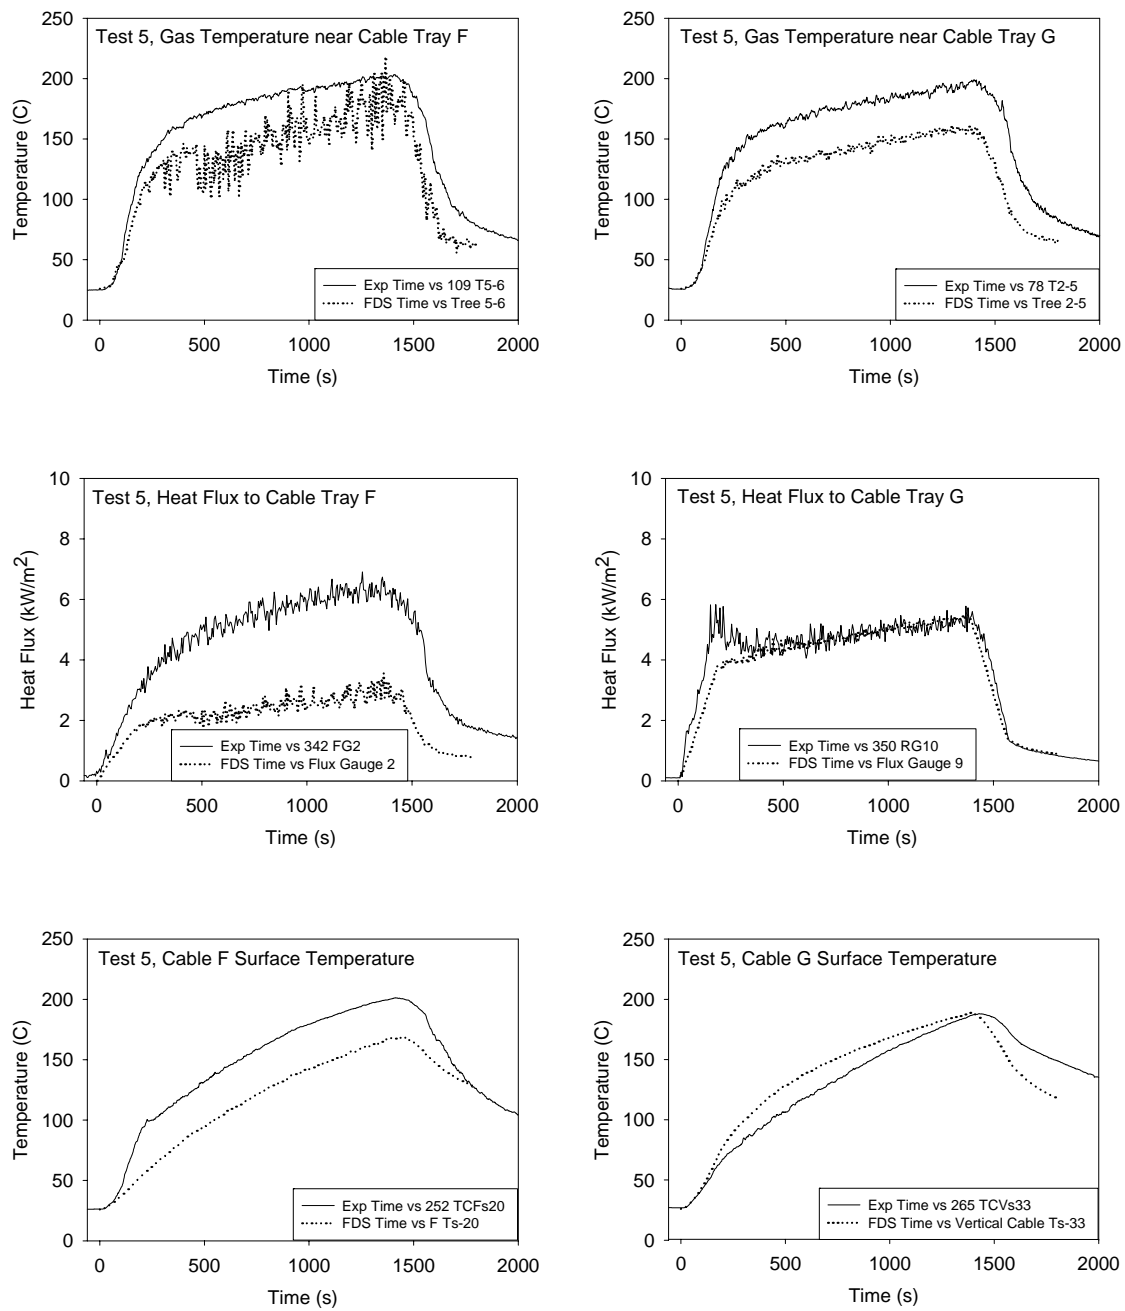 Test 5, Gas Temperature near Cable Tray F
Temperature (C)
250
200
150
100
50
0
Exp Time vs 109 T5-6
FDS Time vs Tree 5-6
0 500 1000 1500 2000
Time (s)
Test 5, Gas Temperature near Cable Tray G
Temperature (C)
250
200
150
100
50
0
Exp Time vs 78 T2-5
FDS Time vs Tree 2-5
0 500 1000 1500 2000
Time (s)
Test 5, Heat Flux to Cable Tray F
Heat Flux (kW/m2)
10
8
6
4
2
0
Exp Time vs 342 FG2
FDS Time vs Flux Gauge 2
0 500 1000 1500 2000
Time (s)
Test 5, Heat Flux to Cable Tray G
Heat Flux (kW/m2)
10
8
6
4
2
0
Exp Time vs 350 RG10
FDS Time vs Flux Gauge 9
0 500 1000 1500 2000
Time (s)
Test 5, Cable F Surface Temperature
Temperature (C)
250
200
150
100
50
0
Exp Time vs 252 TCFs20
FDS Time vs F Ts-20
0 500 1000 1500 2000
Time (s)
Test 5, Cable G Surface Temperature
Temperature (C)
250
200
150
100
50
0
Exp Time vs 265 TCVs33
FDS Time vs Vertical Cable Ts-33
0 500 1000 1500 2000
Time (s)